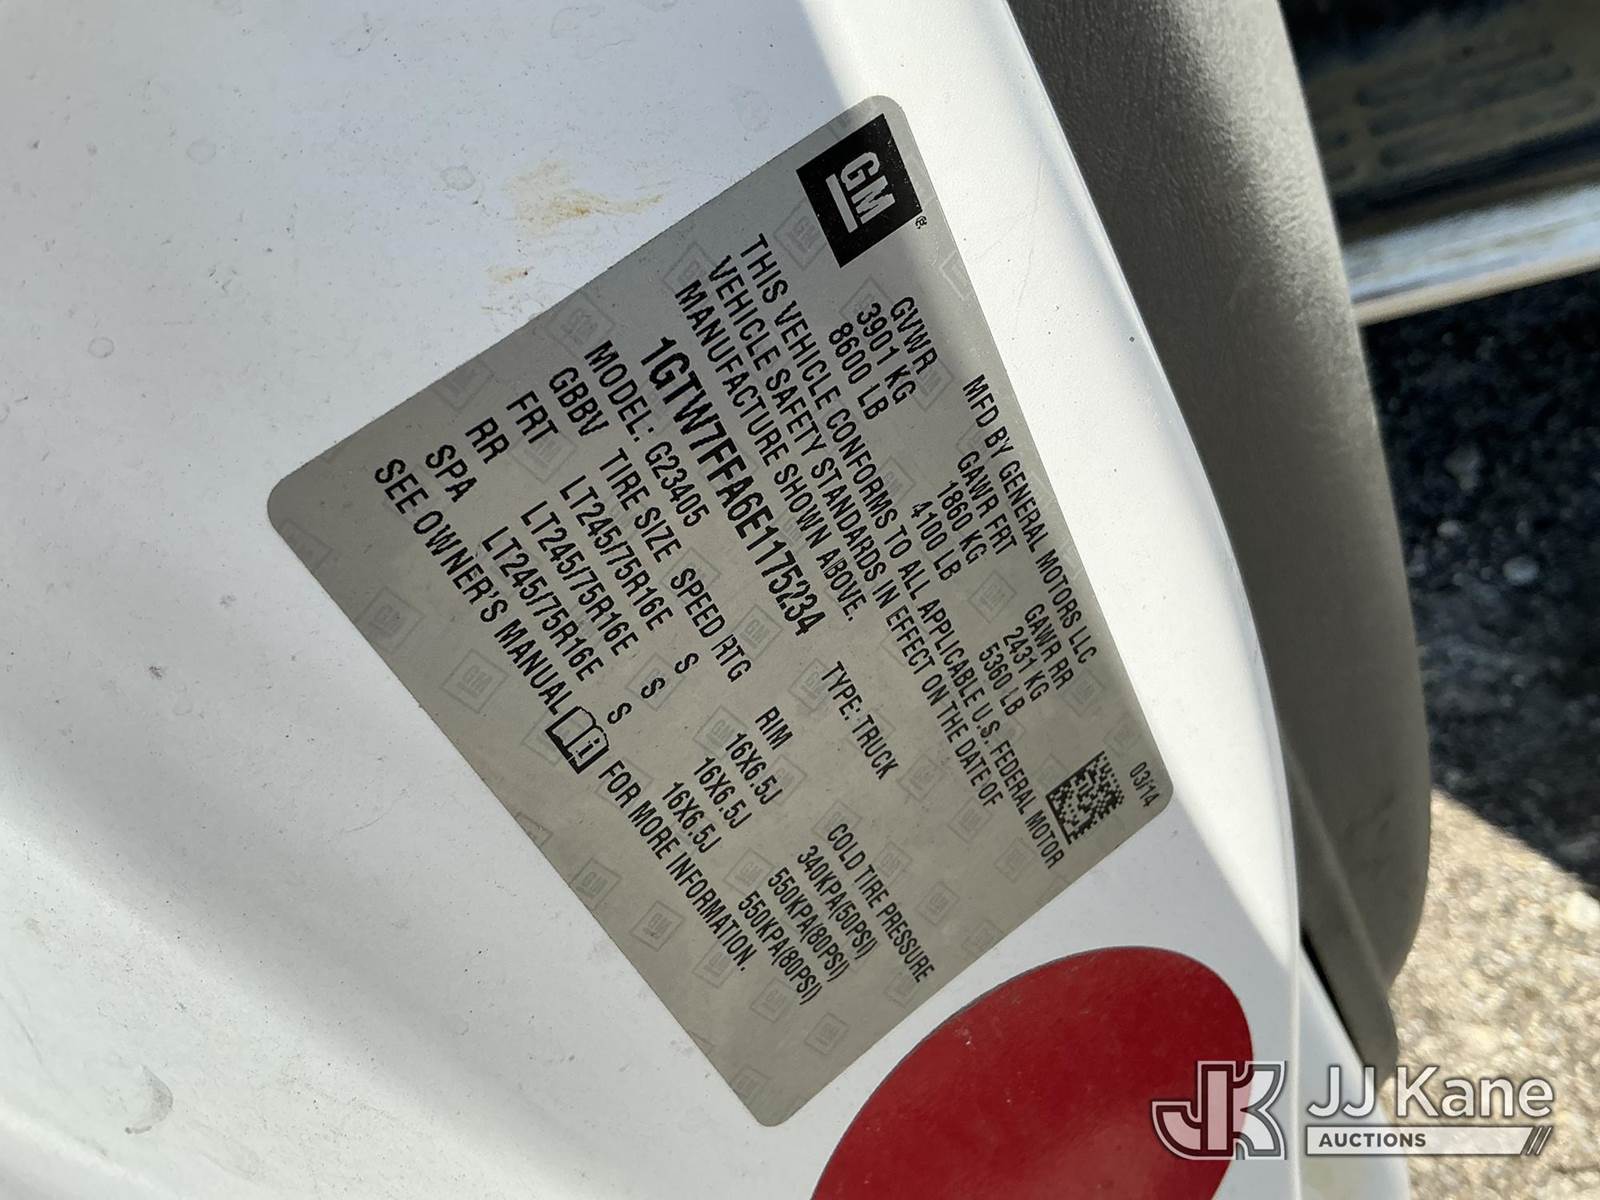 GM®
MFD BY GENERAL MOTORS LLC 03/14
GVWR GAWR FRT GAWR RR
3901 KG 1860 KG 2431 KG
8600 LB 4100 LB 5360 LB
THIS VEHICLE CONFORMS TO ALL APPLICABLE U.S. FEDERAL MOTOR
VEHICLE SAFETY STANDARDS IN EFFECT ON THE DATE OF
MANUFACTURE SHOWN ABOVE.
1GTW7FFA6E1175234 TYPE: TRUCK
MODEL: G23405
GBBV TIRE SIZE SPEED RTG RIM COLD TIRE PRESSURE
FRT LT245/75R16E S 16X6.5J 340KPA(50PSI)
RR LT245/75R16E S 16X6.5J 550KPA(80PSI)
SPA LT245/75R16E S 16X6.5J 550KPA(80PSI)
SEE OWNER'S MANUAL i FOR MORE INFORMATION.
JK JJ Kane
AUCTIONS